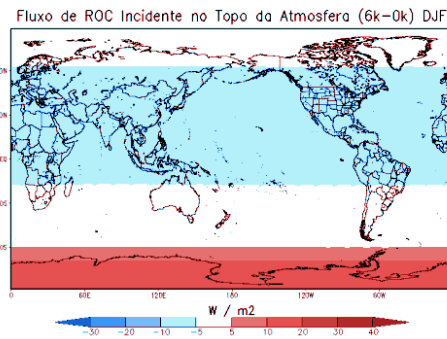 Fluxo de ROC Incidente no Topo da Atmosfera (6k-0k) DJF
0 60E 120E 180 120W 60W
W / m2
-30 -20 -10 -5 5 10 20 30 40